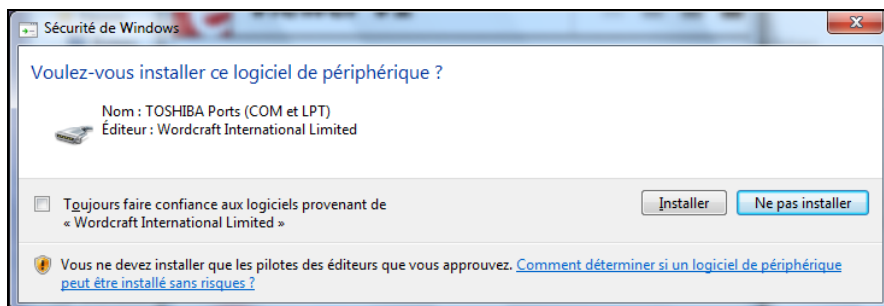 Sécurité de Windows
Voulez-vous installer ce logiciel de périphérique ?
Nom : TOSHIBA Ports (COM et LPT)
Éditeur : Wordcraft International Limited
Toujours faire confiance aux logiciels provenant de
« Wordcraft International Limited »
Installer
Ne pas installer
Vous ne devez installer que les pilotes des éditeurs que vous approuvez. Comment déterminer si un logiciel de périphérique
peut être installé sans risques ?